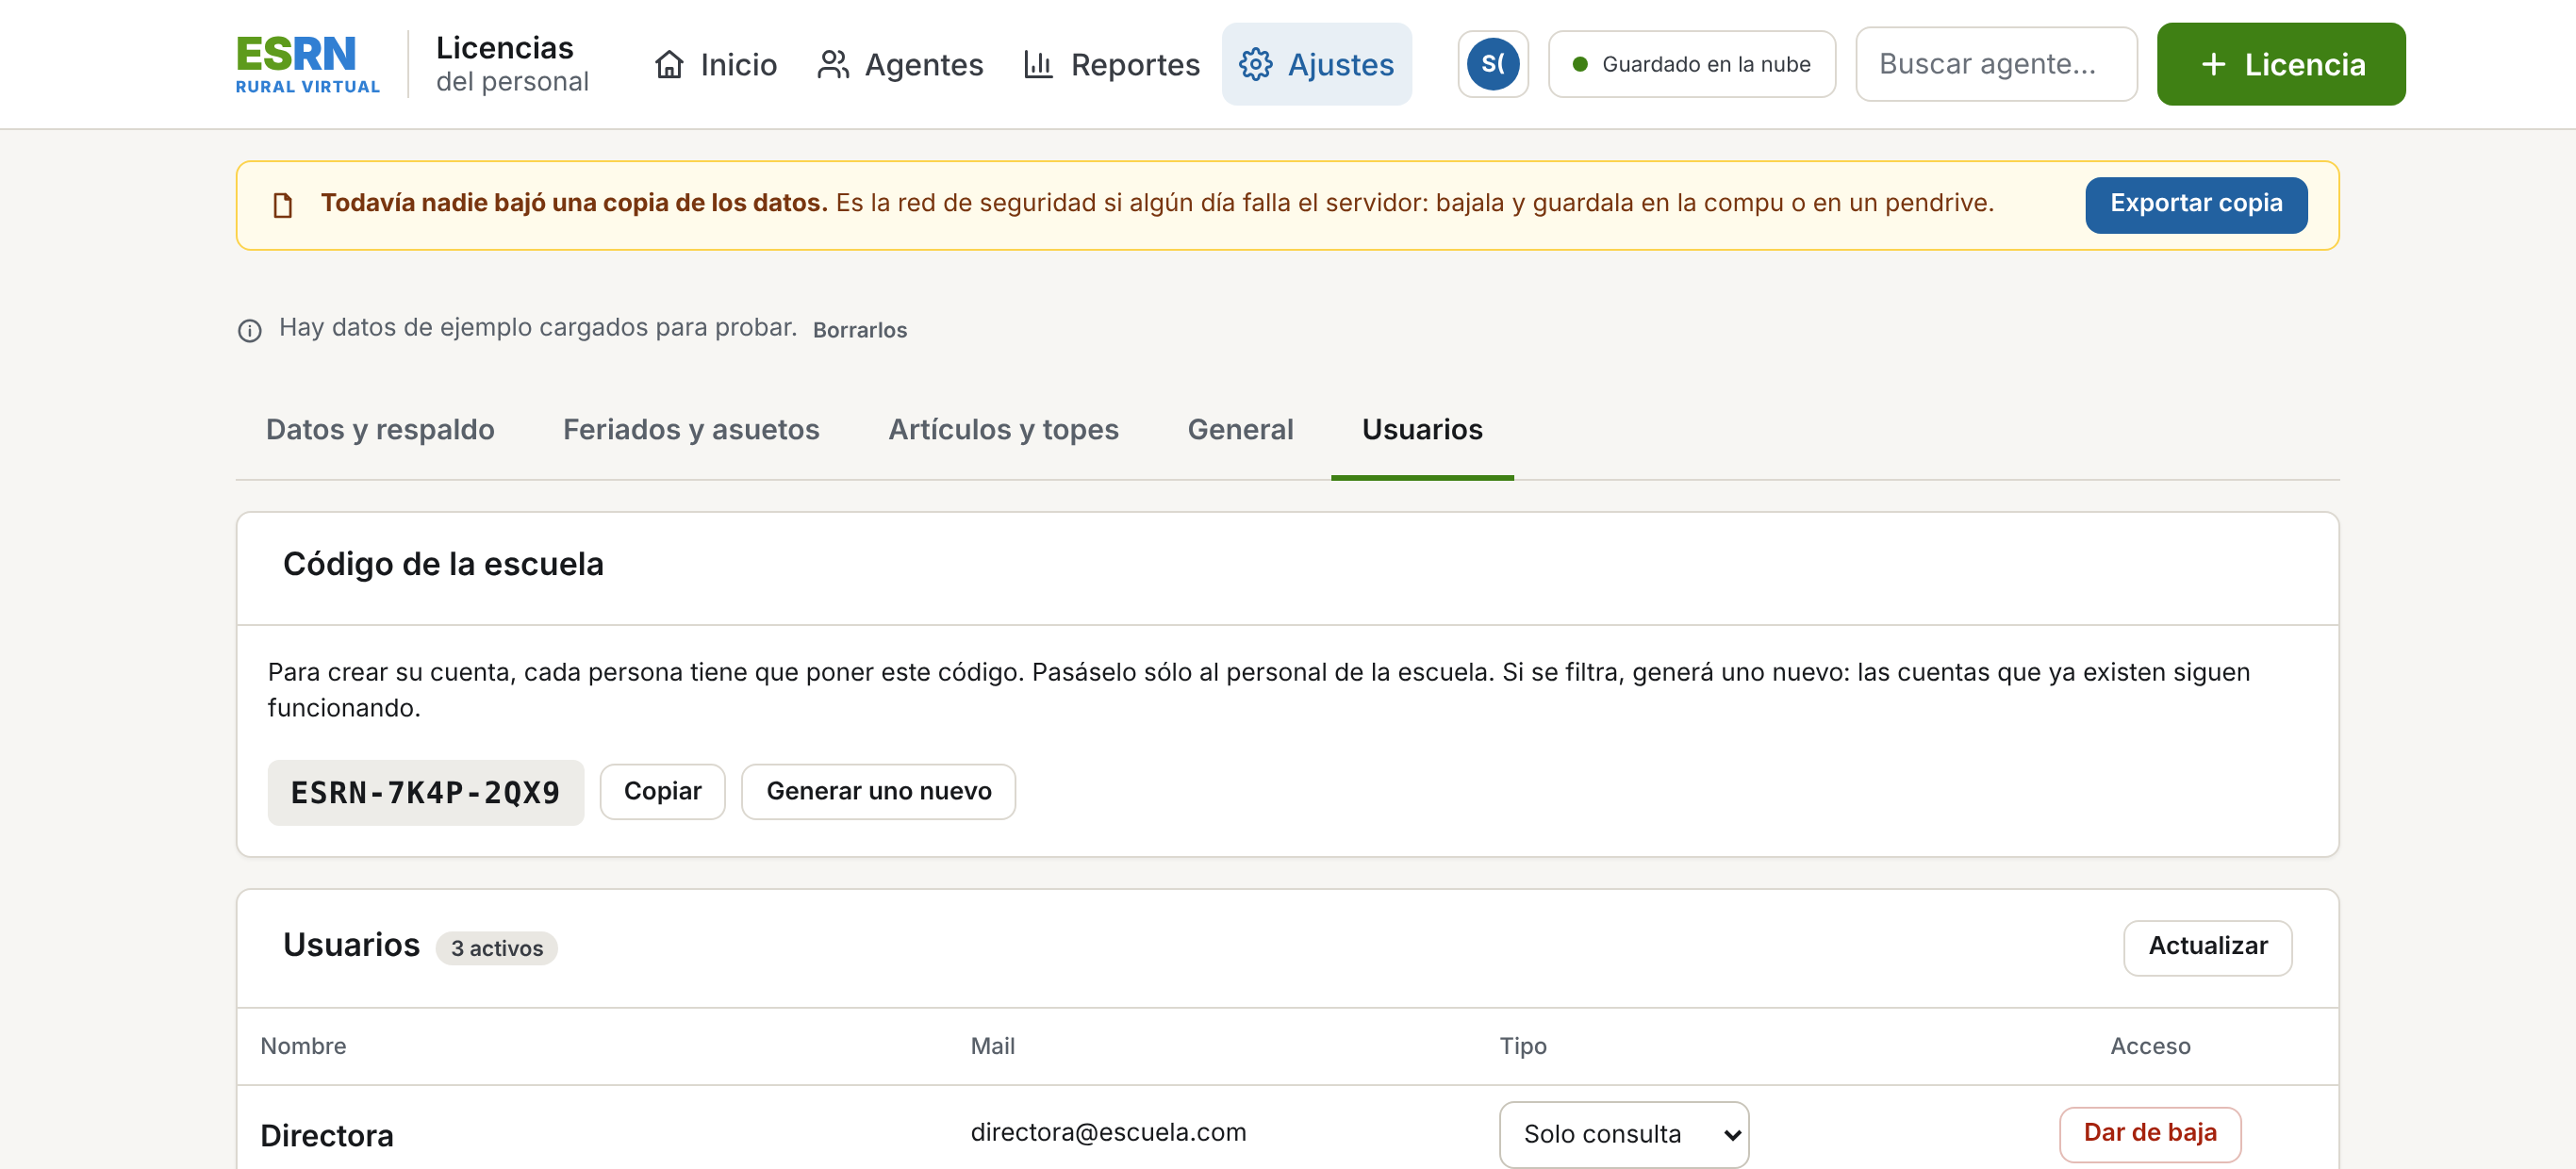 ESRN
RURAL VIRTUAL
Licencias
del personal
Inicio
Agentes
Reportes
Ajustes
S(
Guardado en la nube
Buscar agente...
+ Licencia
Todavía nadie bajó una copia de los datos. Es la red de seguridad si algún día falla el servidor: bajala y guardala en la compu o en un pendrive.
Exportar copia
Hay datos de ejemplo cargados para probar. Borrarlos
Datos y respaldo
Feriados y asuetos
Artículos y topes
General
Usuarios
Código de la escuela
Para crear su cuenta, cada persona tiene que poner este código. Pasáselo sólo al personal de la escuela. Si se filtra, generá uno nuevo: las cuentas que ya existen siguen
funcionando.
ESRN-7K4P-2QX9
Copiar
Generar uno nuevo
Usuarios
3 activos
Actualizar
Nombre
Mail
Tipo
Acceso
Directora
directora@escuela.com
Solo consulta
Dar de baja